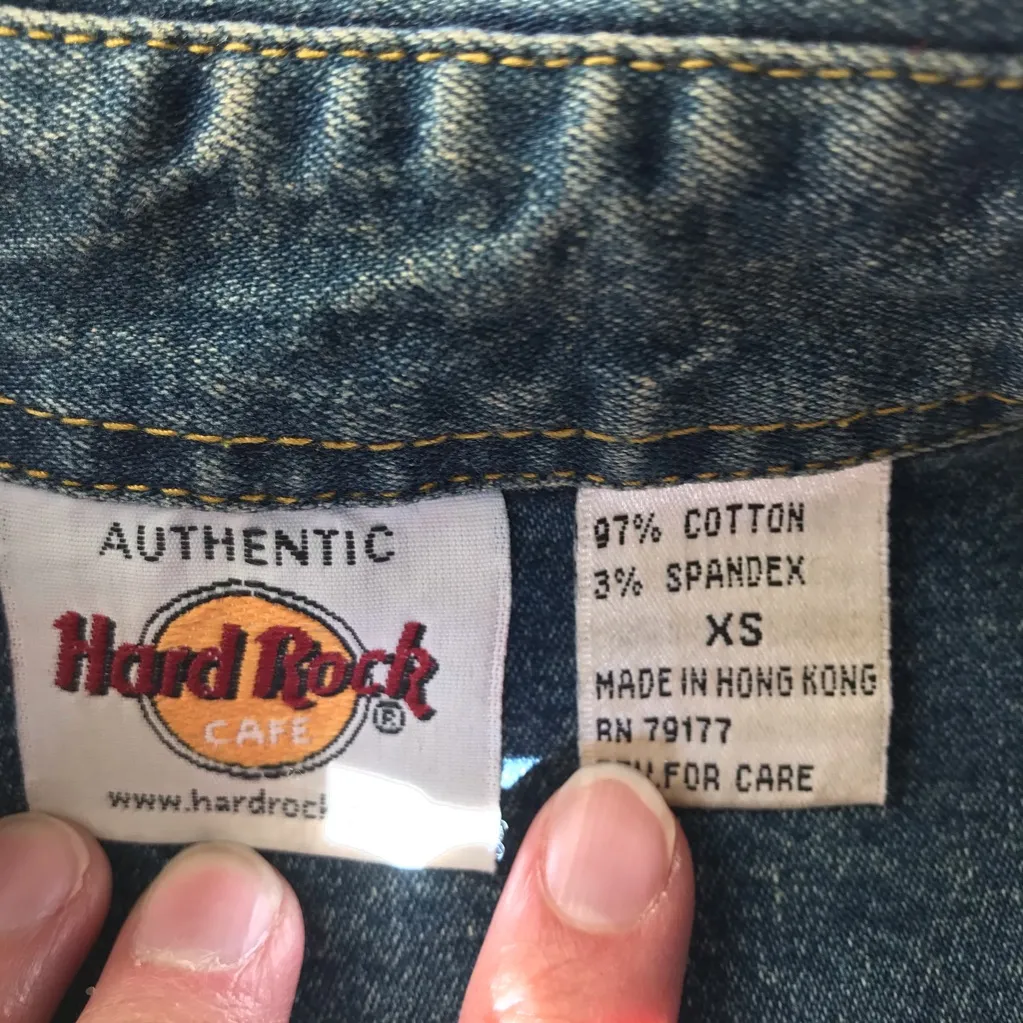 AUTHENTIC
Hard Rock
CAFE
®
www.hardroc
97% COTTON
3% SPANDEX
XS
MADE IN HONG KONG
RN 79177
FOR CARE